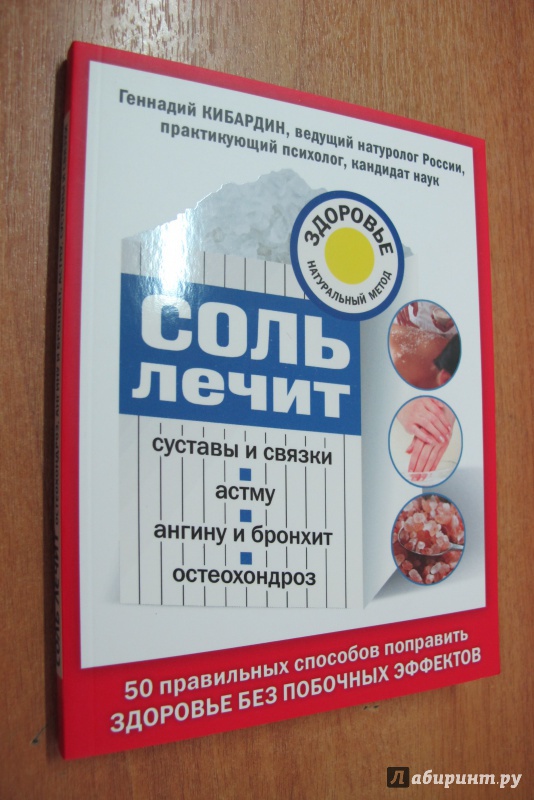 Геннадий КИБАРДИН, ведущий натуролог России,
практикующий психолог, кандидат наук
ЗДОРОВЬЕ
НАТУРАЛЬНЫЙ МЕТОД
СОЛЬ
лечит
суставы и связки
астму
ангину и бронхит
остеохондроз
50 правильных способов поправить
ЗДОРОВЬЕ БЕЗ ПОБОЧНЫХ ЭФФЕКТОВ
Лабиринт.ру